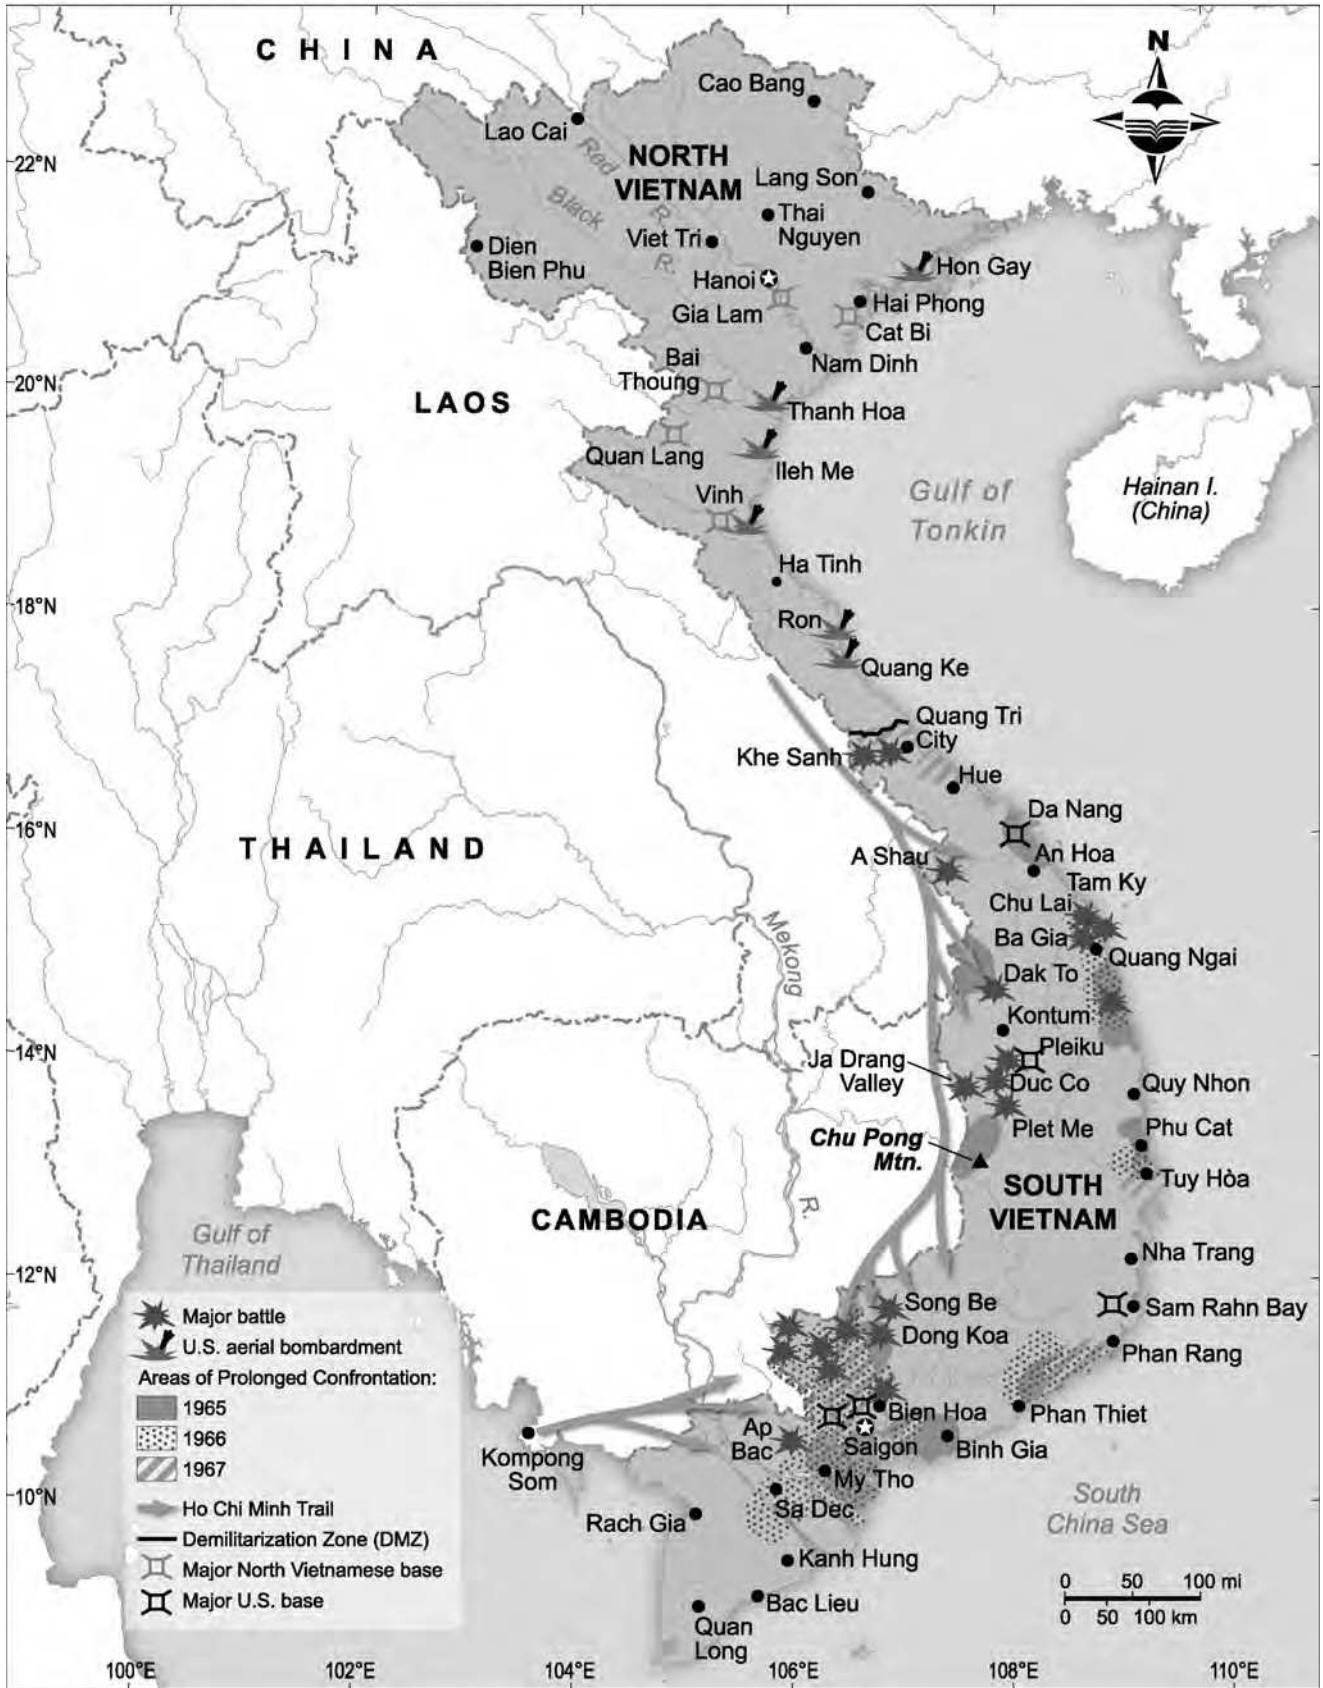 CHINA
N
Cao Bang
Lao Cai
Red
R.
NORTH
VIETNAM
22°N
Lang Son
Black
R.
Thai
Nguyen
Viet Tri
Dien
Bien Phu
Hanoi
Hon Gay
Gia Lam
Hai Phong
Cat Bi
Nam Dinh
Bai
Thoung
20°N
LAOS
Thanh Hoa
Quan Lang
Ileh Me
Gulf of
Tonkin
Hainan I.
(China)
Vinh
Ha Tinh
18°N
Ron
Quang Ke
Quang Tri
City
Khe Sanh
Hue
Da Nang
16°N
THAILAND
A Shau
An Hoa
Tam Ky
Chu Lai
Ba Gia
Quang Ngai
Mekong
R.
Dak To
Kontum
14°N
Pleiku
Ja Drang
Valley
Duc Co
Quy Nhon
Plet Me
Phu Cat
Chu Pong
Mtn.
Tuy Hòa
SOUTH
VIETNAM
CAMBODIA
Gulf of
Thailand
Nha Trang
12°N
Song Be
Sam Rahn Bay
Dong Koa
Phan Rang
Bien Hoa
Phan Thiet
Ap
Bac
Saigon
Binh Gia
Kompong
Som
My Tho
10°N
Sa Dec
South
China Sea
Rach Gia
Kanh Hung
Bac Lieu
Quan
Long
Major battle
U.S. aerial bombardment
Areas of Prolonged Confrontation:
1965
1966
1967
Ho Chi Minh Trail
Demilitarization Zone (DMZ)
Major North Vietnamese base
Major U.S. base
0 50 100 mi
0 50 100 km
100°E 102°E 104°E 106°E 108°E 110°E